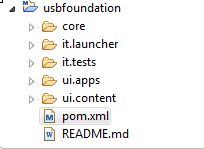 usbfoundation
core
it.launcher
it.tests
ui.apps
ui.content
pom.xml
README.md